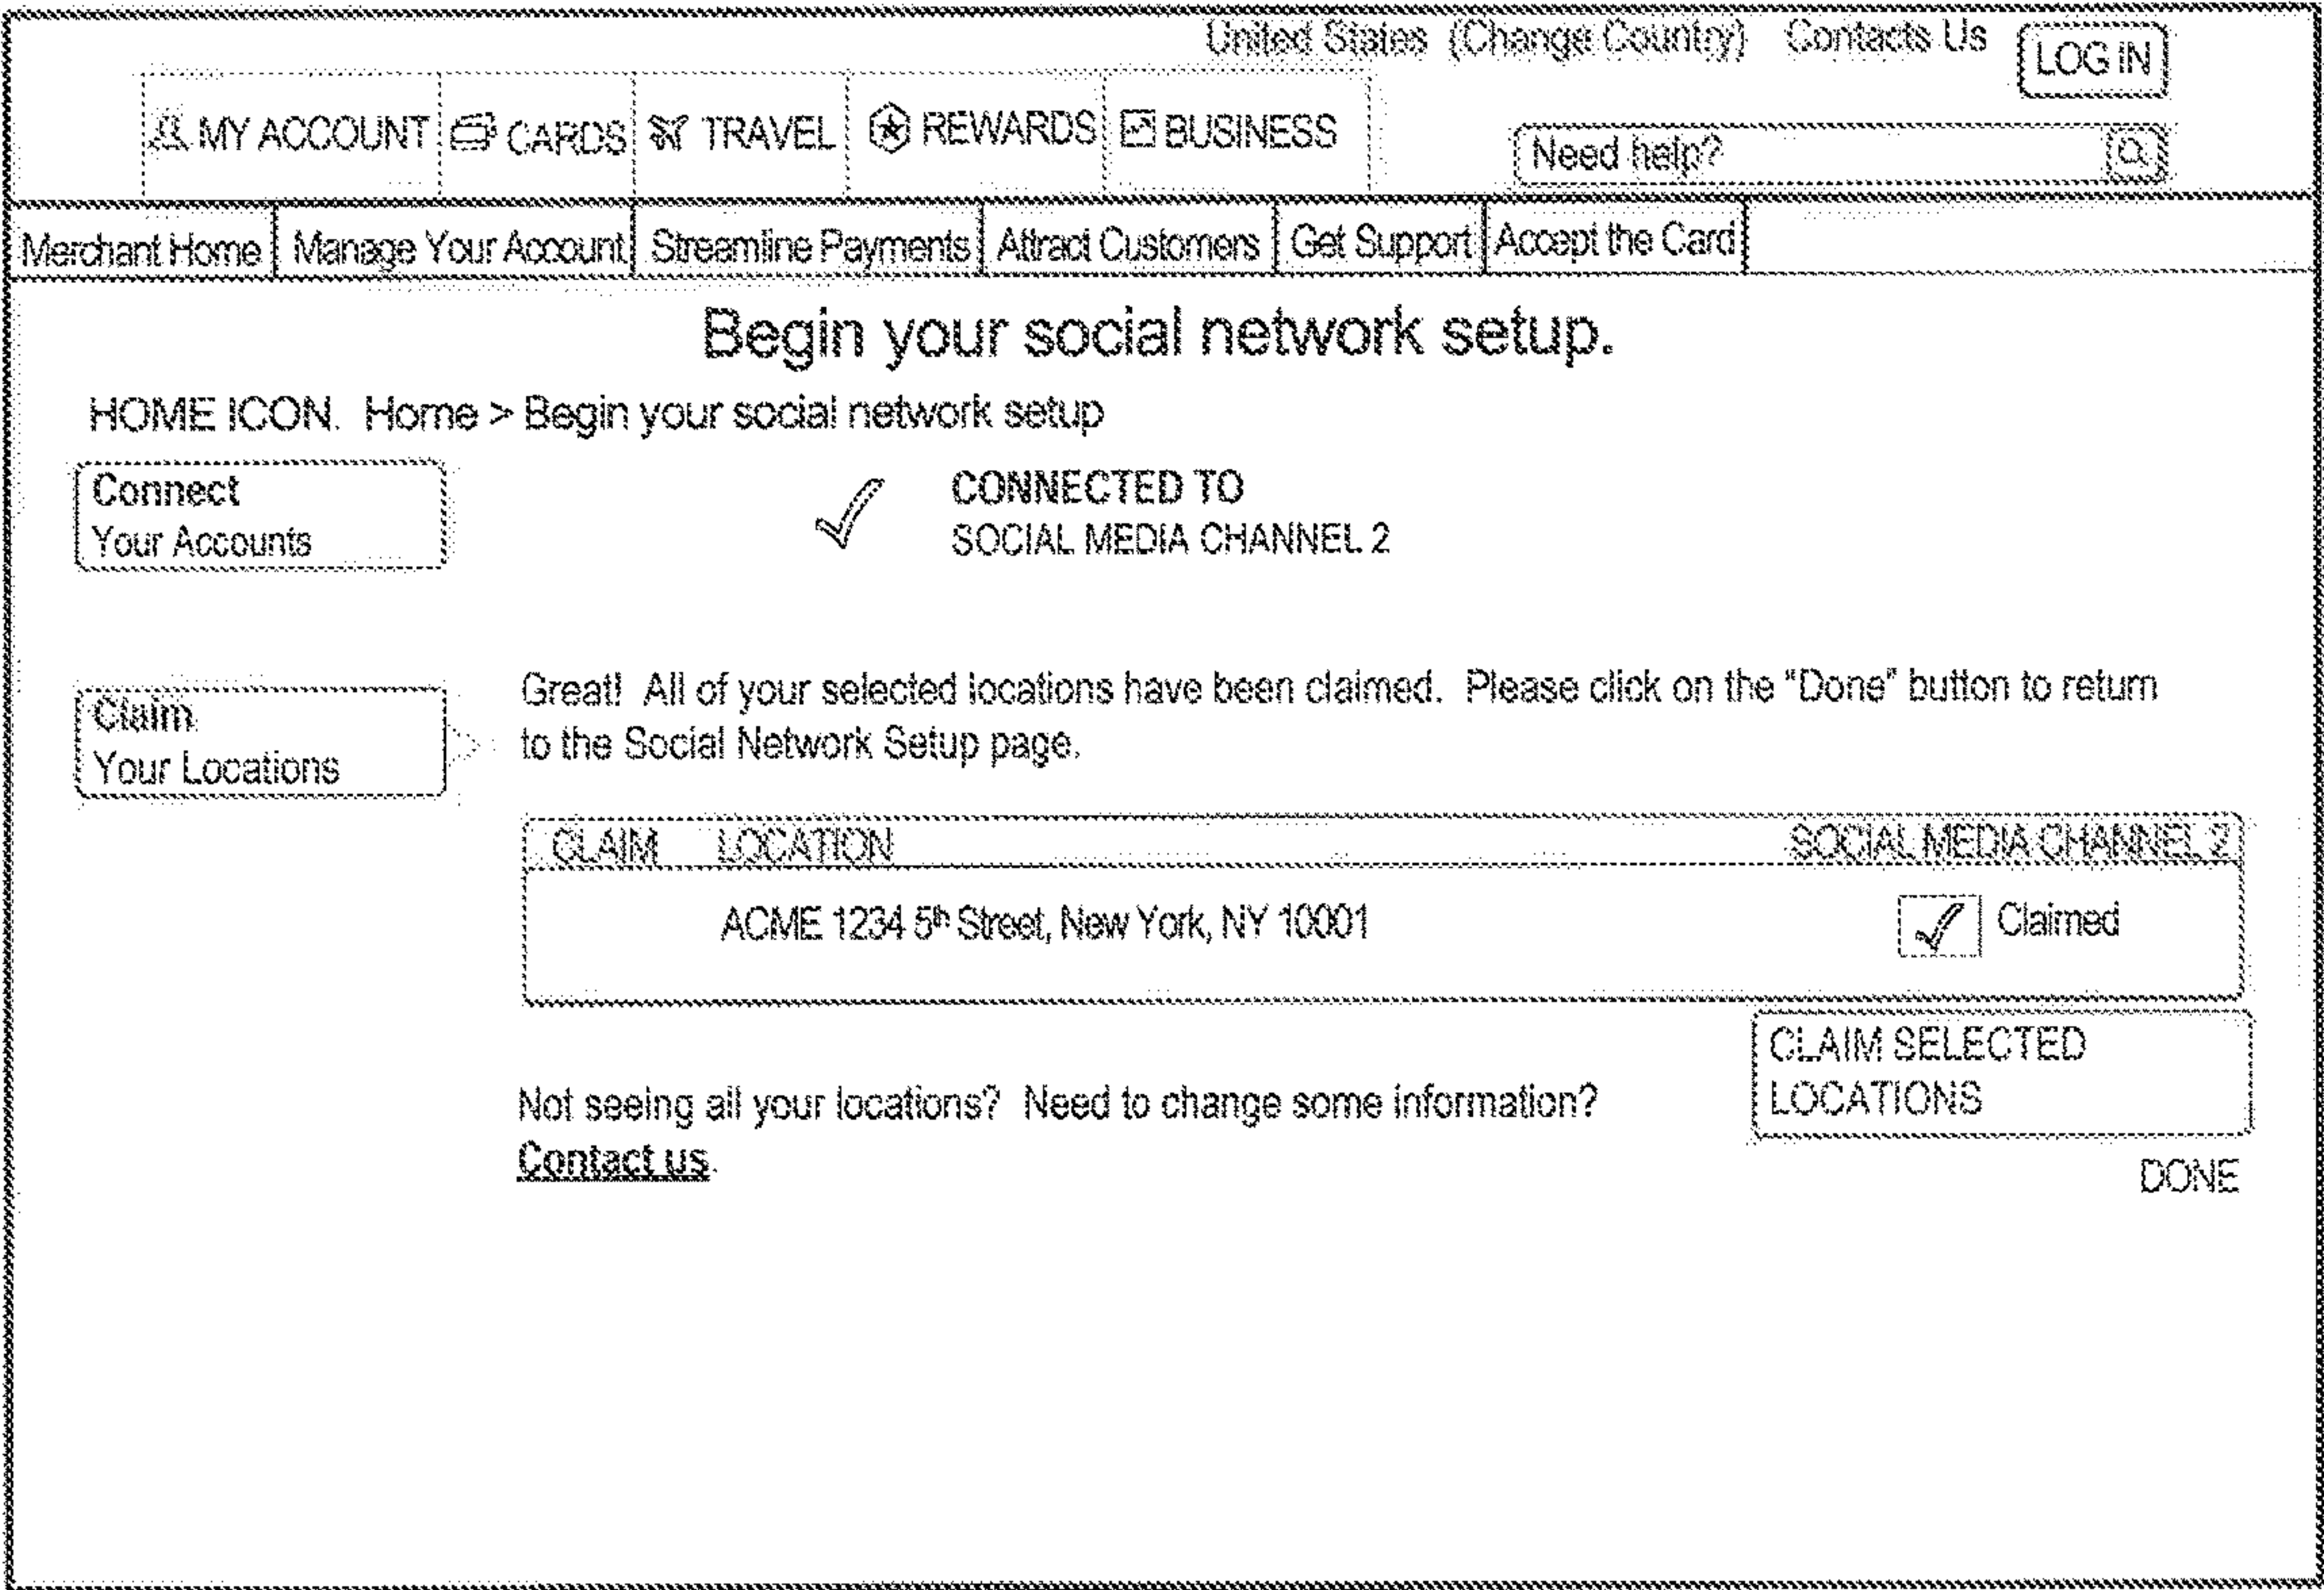 United States (Change Country) Contacts Us LOG IN
MY ACCOUNT CARDS TRAVEL REWARDS BUSINESS
Need help?
Merchant Home Manage Your Account Streamline Payments Attract Customers Get Support Accept the Card
Begin your social network setup.
HOME ICON. Home > Begin your social network setup
Connect
Your Accounts
CONNECTED TO
SOCIAL MEDIA CHANNEL 2
Claim
Your Locations
Great! All of your selected locations have been claimed. Please click on the "Done" button to return
to the Social Network Setup page.
CLAIM LOCATION SOCIAL MEDIA CHANNEL 2
ACME 1234 5h Street, New York, NY 10001 Claimed
CLAIM SELECTED
LOCATIONS
Not seeing all your locations? Need to change some information?
Contact us.
DONE